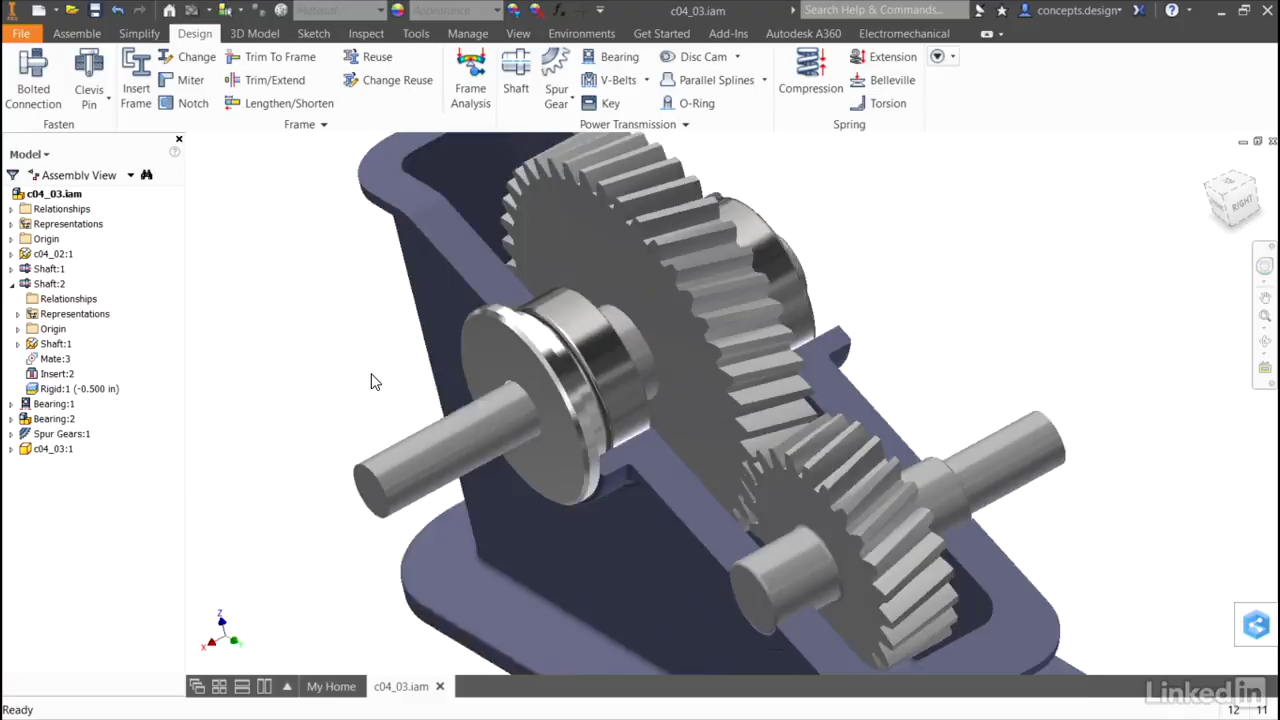 Material
Appearance
c04_03.iam
Search Help & Commands...
concepts.design
File
Assemble
Simplify
Design
3D Model
Sketch
Inspect
Tools
Manage
View
Environments
Get Started
Add-Ins
Autodesk A360
Electromechanical
Bolted Connection
Clevis Pin
Fasten
Insert Frame
Change
Miter
Notch
Trim To Frame
Trim/Extend
Lengthen/Shorten
Reuse
Change Reuse
Frame
Frame Analysis
Shaft
Spur Gear
Bearing
V-Belts
Key
Disc Cam
Parallel Splines
O-Ring
Power Transmission
Compression
Extension
Belleville
Torsion
Spring
Model
Assembly View
c04_03.iam
Relationships
Representations
Origin
c04_02:1
Shaft:1
Shaft:2
Relationships
Representations
Origin
Shaft:1
Mate:3
Insert:2
Rigid:1 (-0.500 in)
Bearing:1
Bearing:2
Spur Gears:1
c04_03:1
RIGHT
Z
X
Y
My Home
c04_03.iam
Ready
12
11
LinkedIn